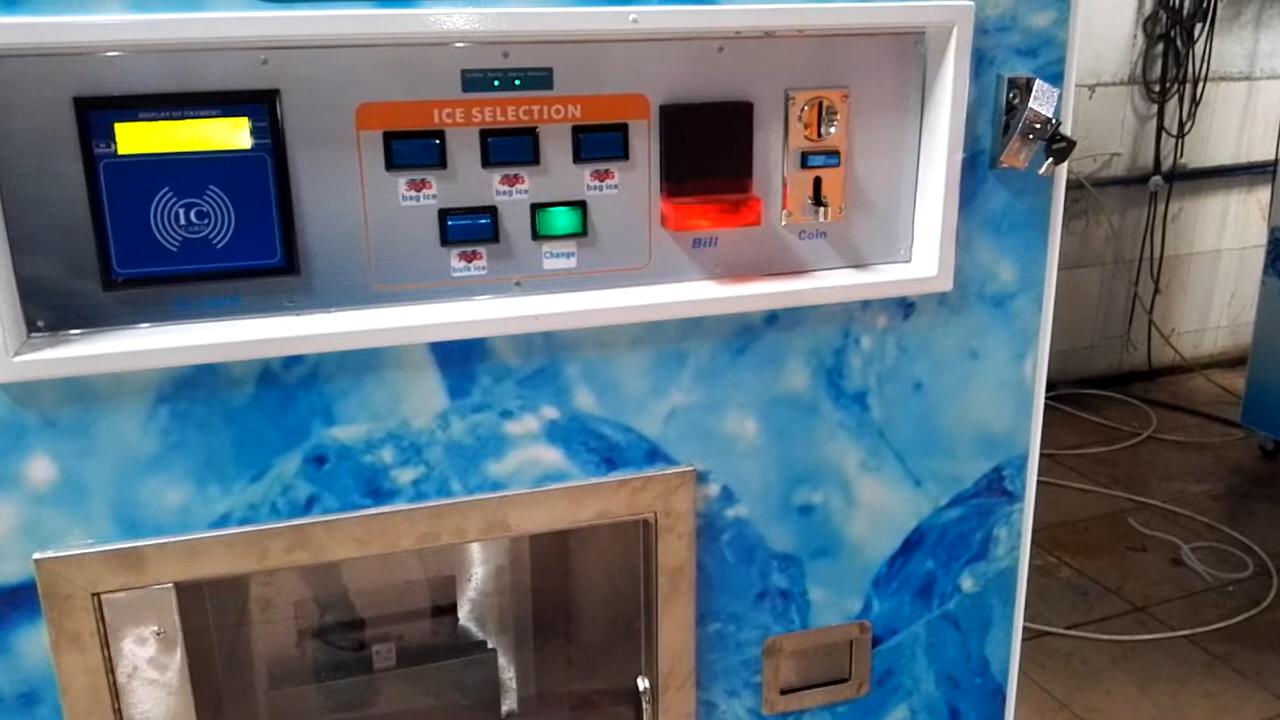 DISPLAY OF PAYMENT
ICE SELECTION
bag ice
bag ice
bag ice
bulk ice
Change
IC
CARD
Bill
Coin